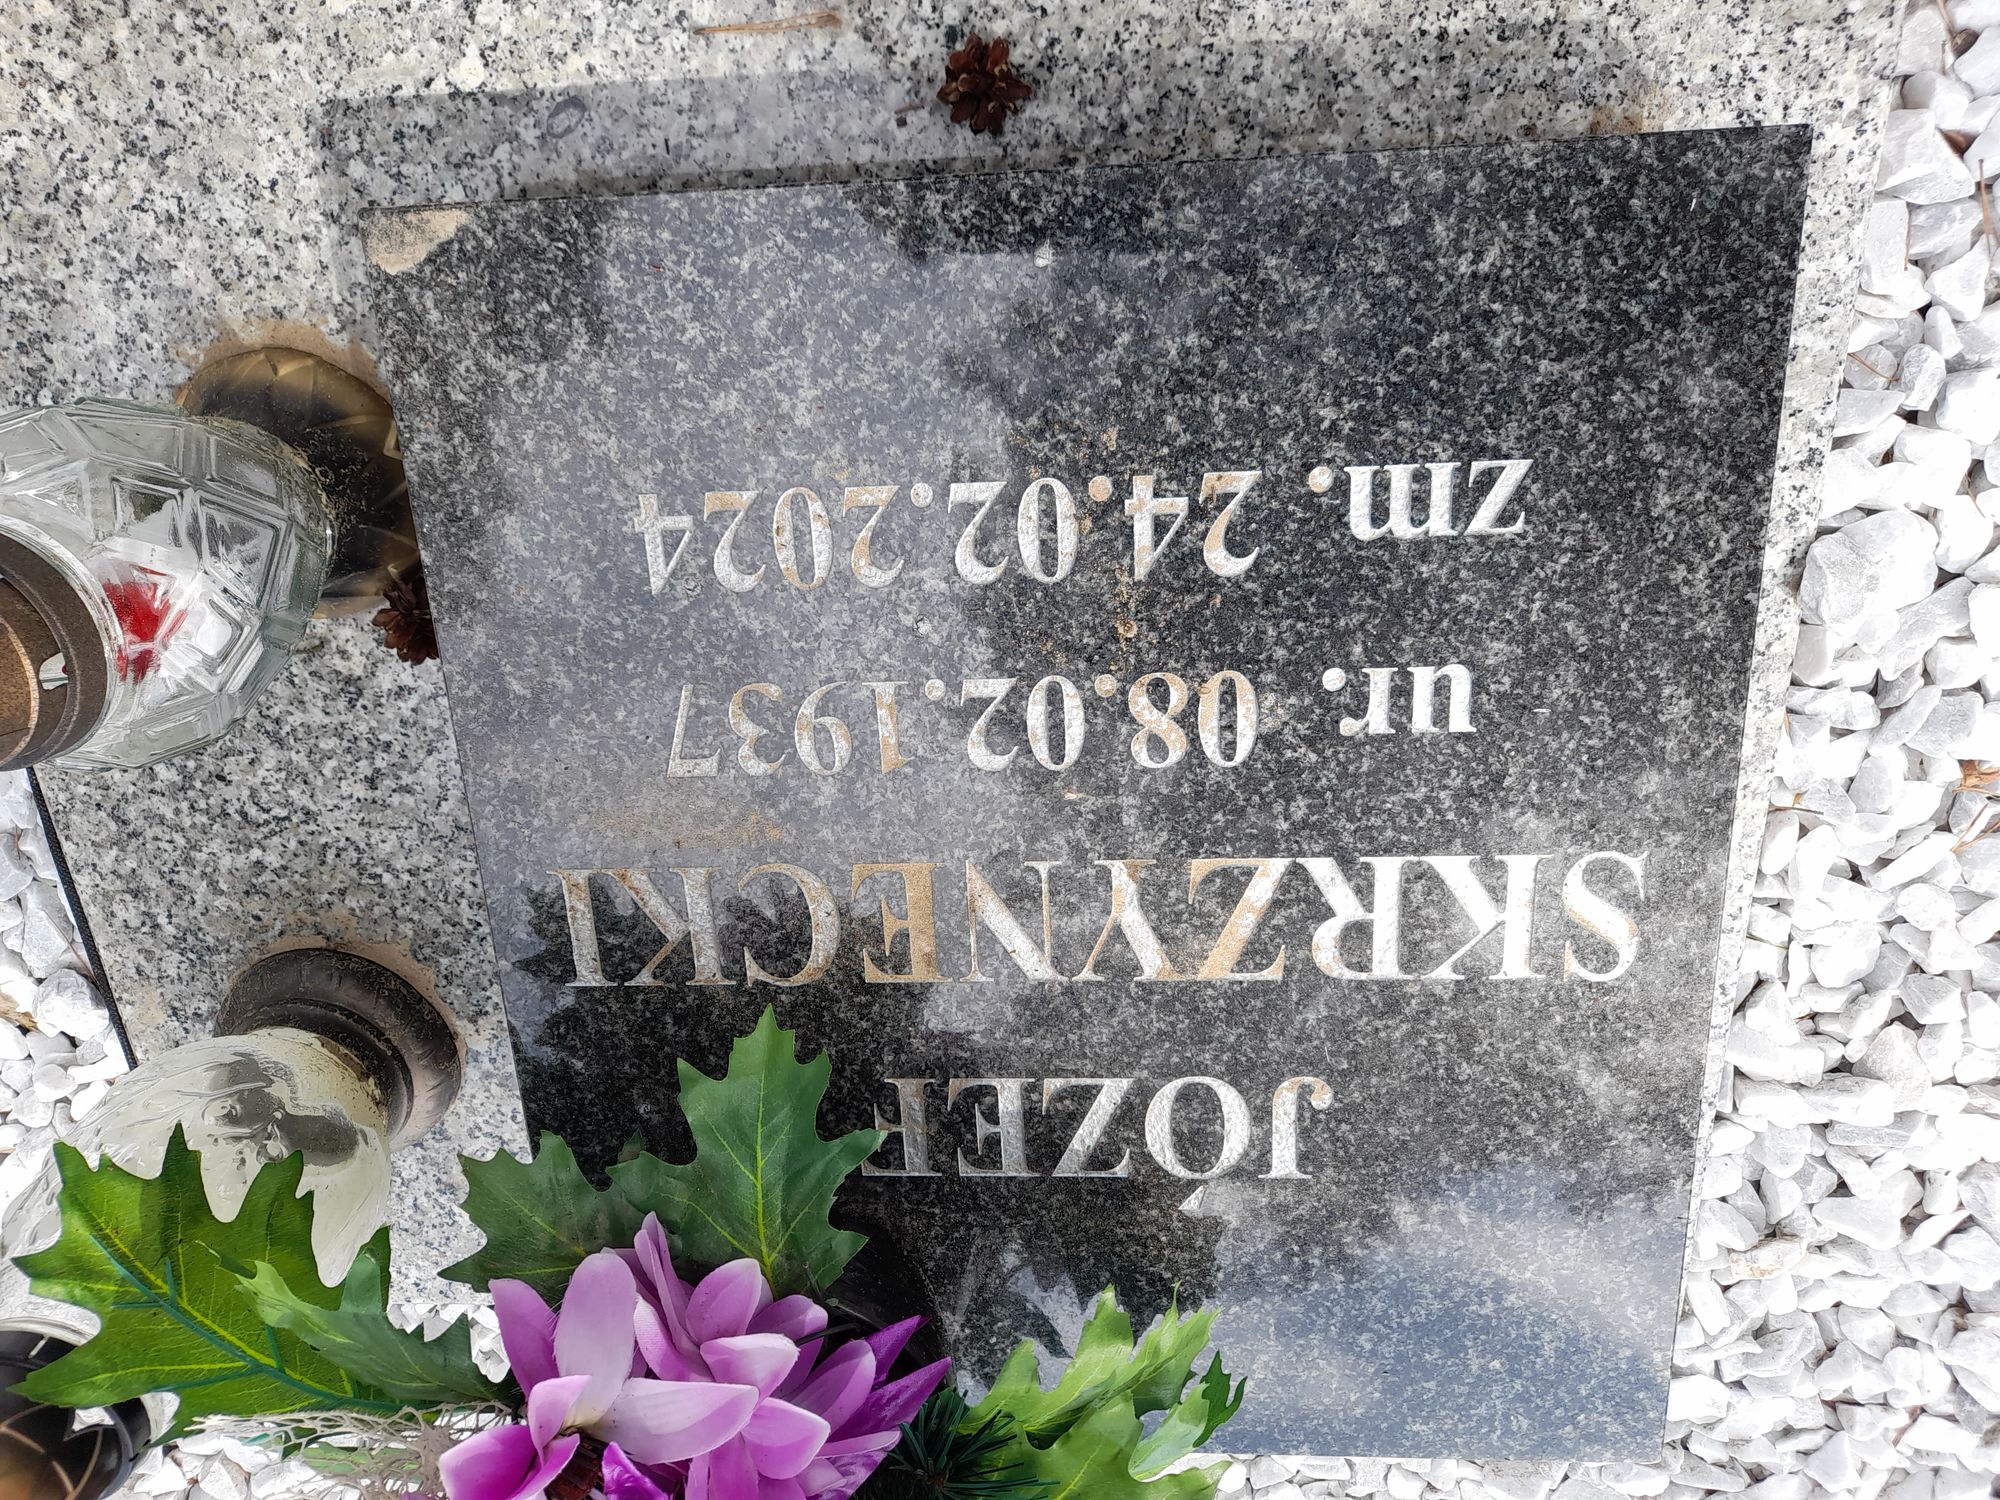 JÓZEF
SKRZYNECKI
ur. 08.02.1937
zm. 24.02.2024